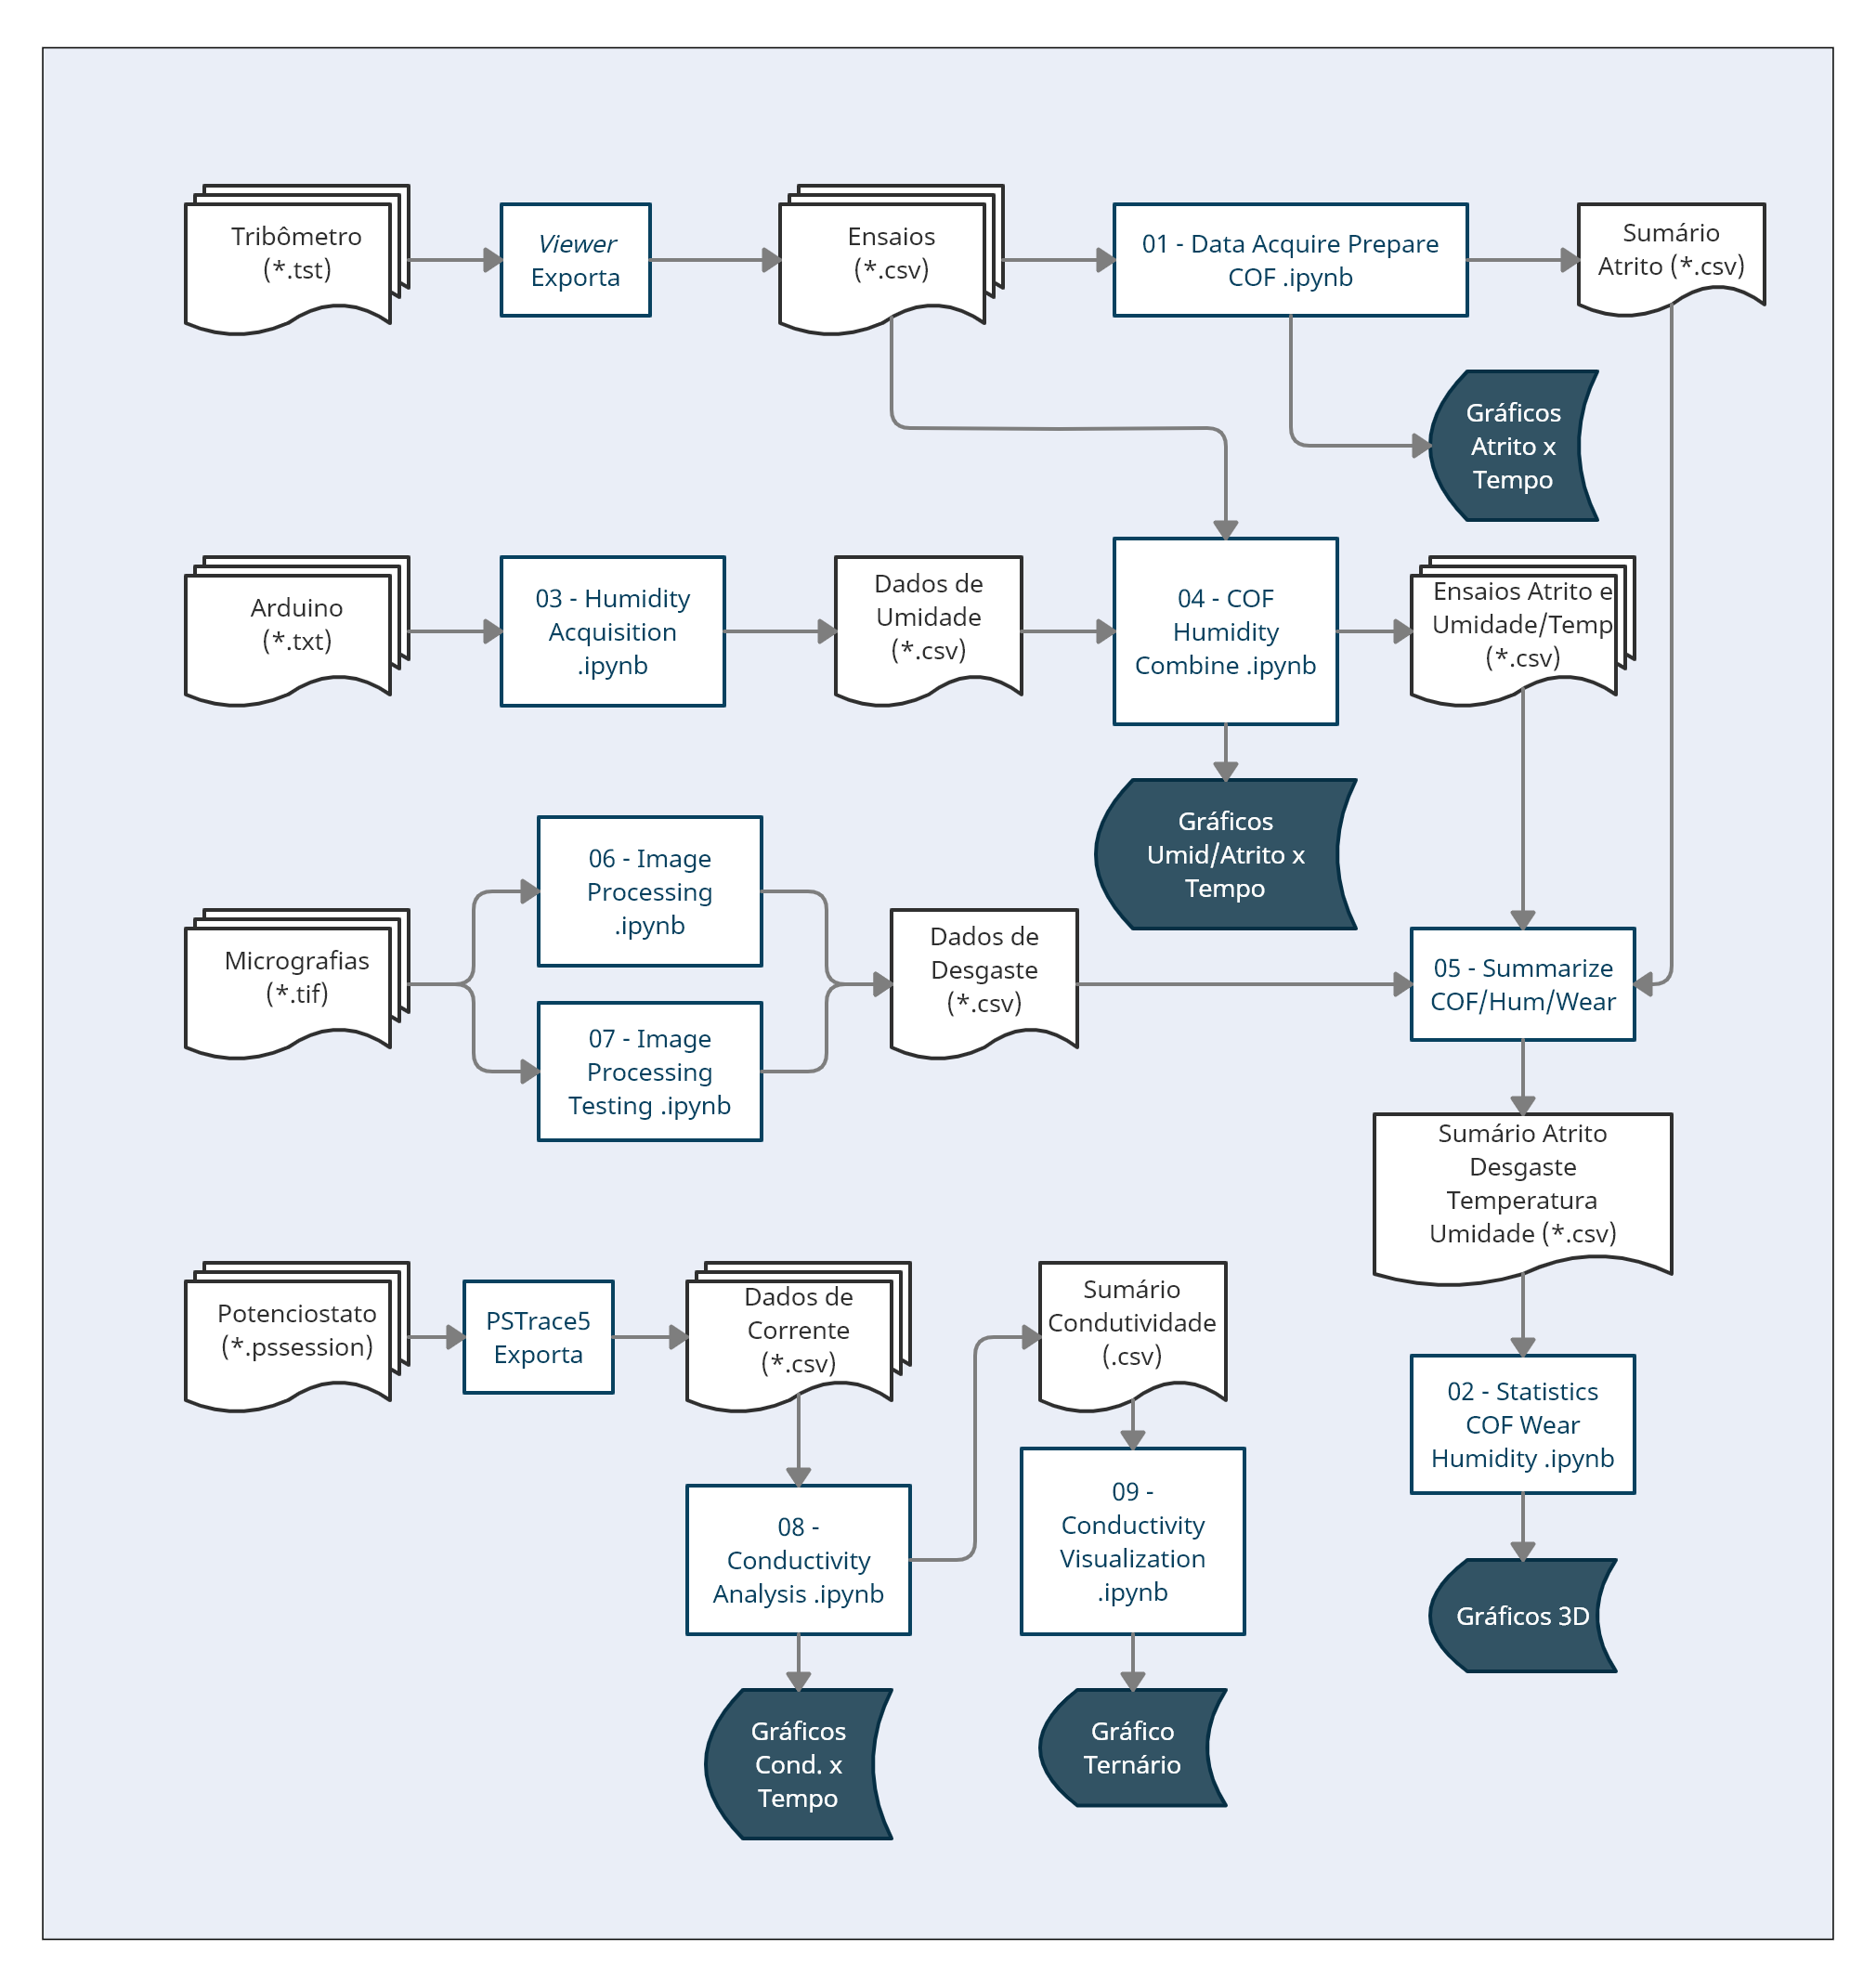 Tribômetro
(*.tst)
Viewer
Exporta
Ensaios
(*.csv)
01 - Data Acquire Prepare
COF .ipynb
Sumário
Atrito (*.csv)
Gráficos
Atrito x
Tempo
Arduino
(*.txt)
03 - Humidity
Acquisition
.ipynb
Dados de
Umidade
(*.csv)
04 - COF
Humidity
Combine .ipynb
Ensaios Atrito e
Umidade/Temp
(*.csv)
Gráficos
Umid/Atrito x
Tempo
Micrografias
(*.tif)
06 - Image
Processing
.ipynb
07 - Image
Processing
Testing .ipynb
Dados de
Desgaste
(*.csv)
05 - Summarize
COF/Hum/Wear
Sumário Atrito
Desgaste
Temperatura
Umidade (*.csv)
Potenciostato
(*.pssession)
PSTrace5
Exporta
Dados de
Corrente
(*.csv)
Sumário
Condutividade
(.csv)
02 - Statistics
COF Wear
Humidity .ipynb
08 -
Conductivity
Analysis .ipynb
09 -
Conductivity
Visualization
.ipynb
Gráficos 3D
Gráficos
Cond. x
Tempo
Gráfico
Ternário